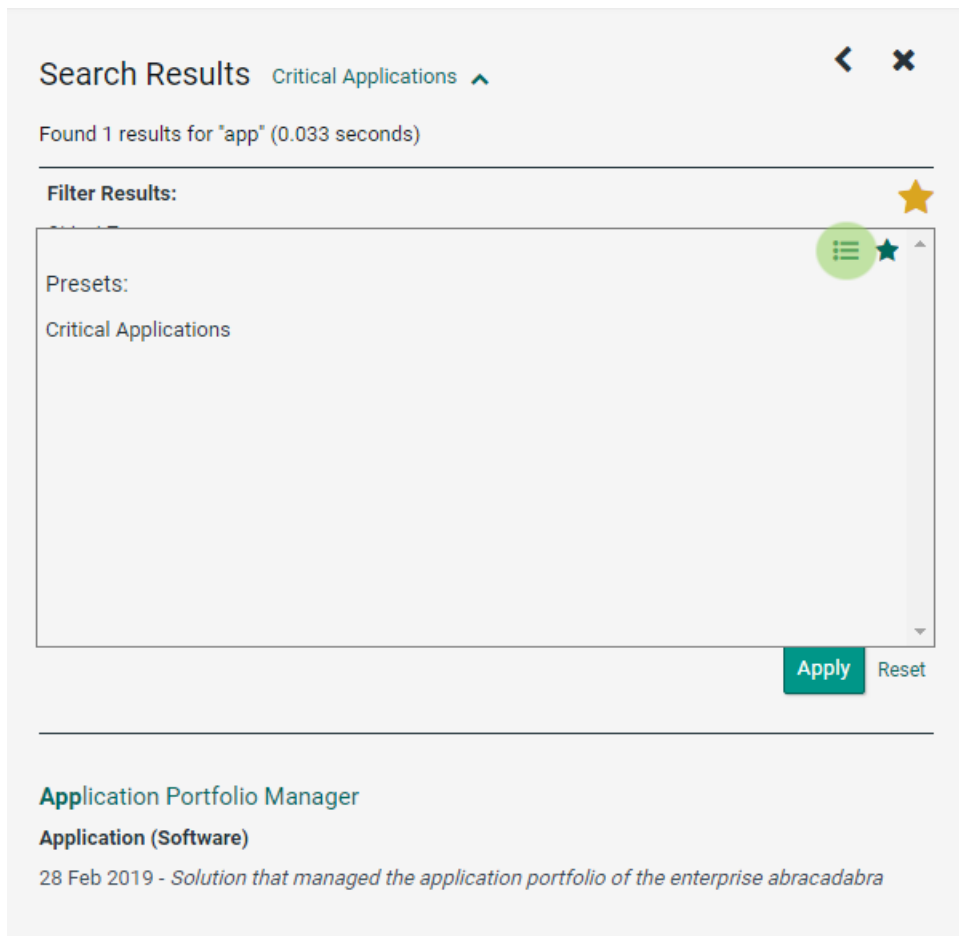 Search Results Critical Applications
Found 1 results for "app" (0.033 seconds)
Filter Results:
Presets:
Critical Applications
Apply Reset
Application Portfolio Manager
Application (Software)
28 Feb 2019 - Solution that managed the application portfolio of the enterprise abracadabra